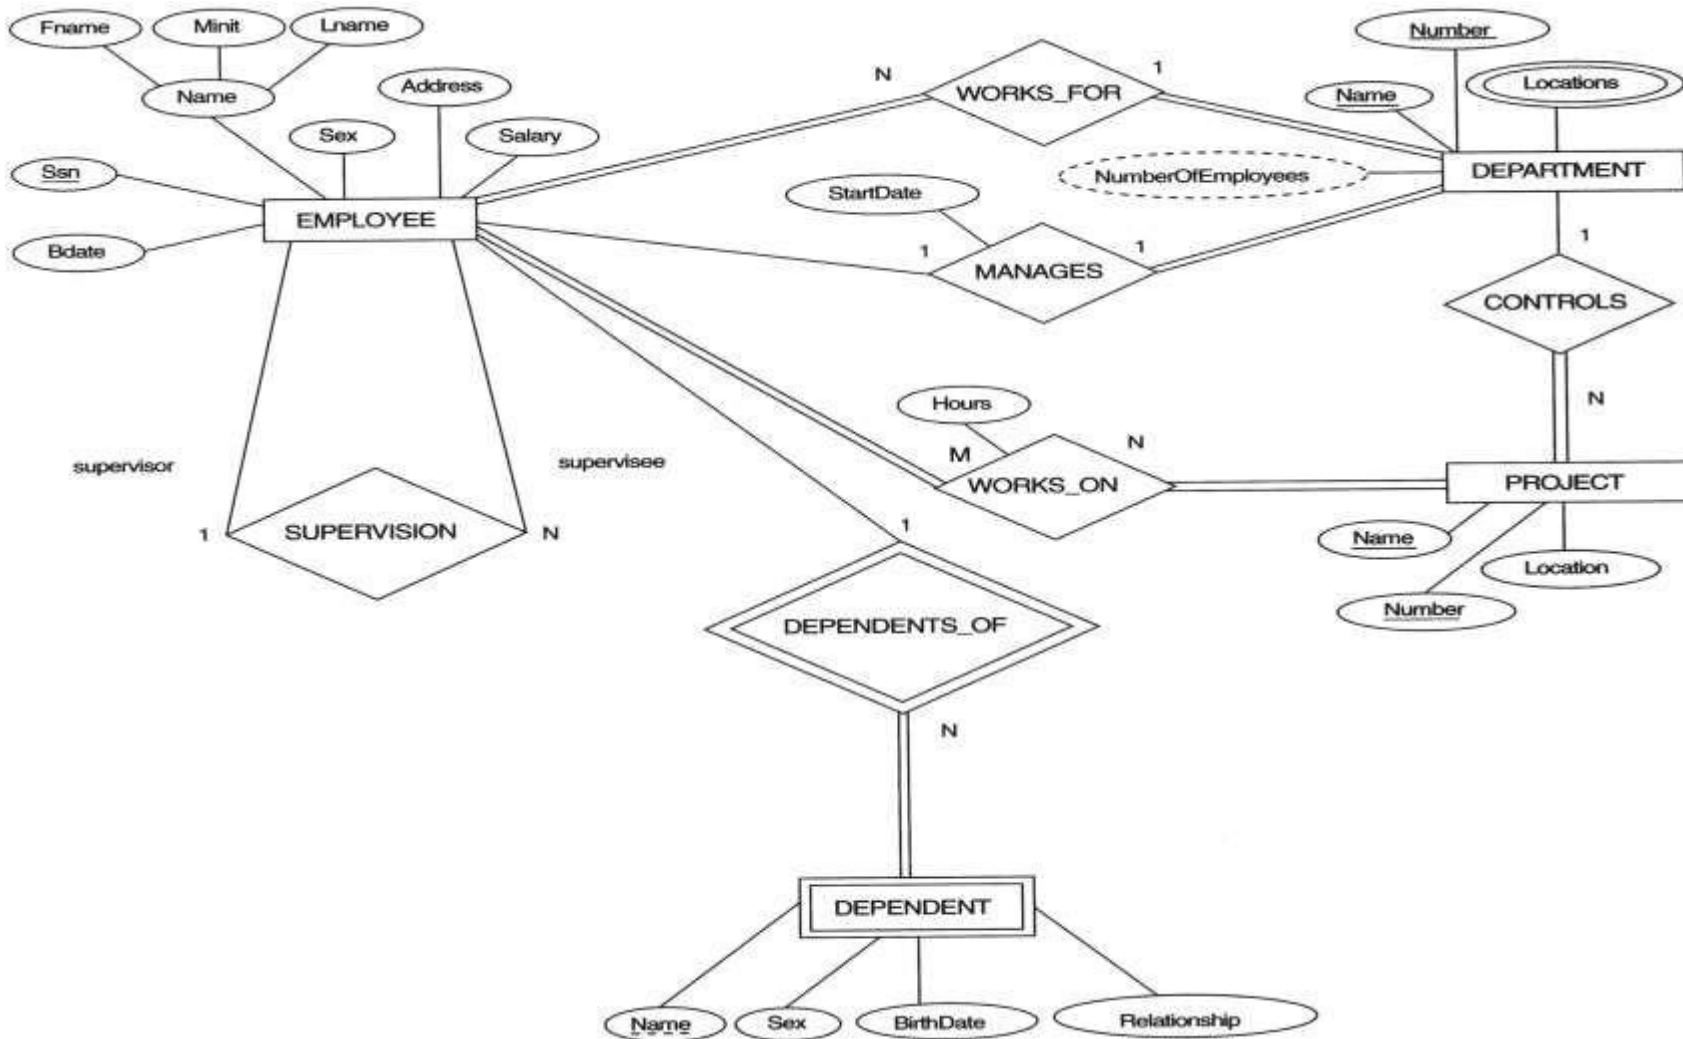 Fname
Minit
Lname
Number
Name
Address
N
WORKS_FOR
1
Name
Locations
Sex
Salary
Ssn
NumberOfEmployees
DEPARTMENT
StartDate
EMPLOYEE
Bdate
1
MANAGES
1
1
CONTROLS
Hours
N
M
N
supervisor
supervisee
WORKS_ON
PROJECT
1
SUPERVISION
N
1
Name
Location
Number
DEPENDENTS_OF
N
DEPENDENT
Name
Sex
BirthDate
Relationship